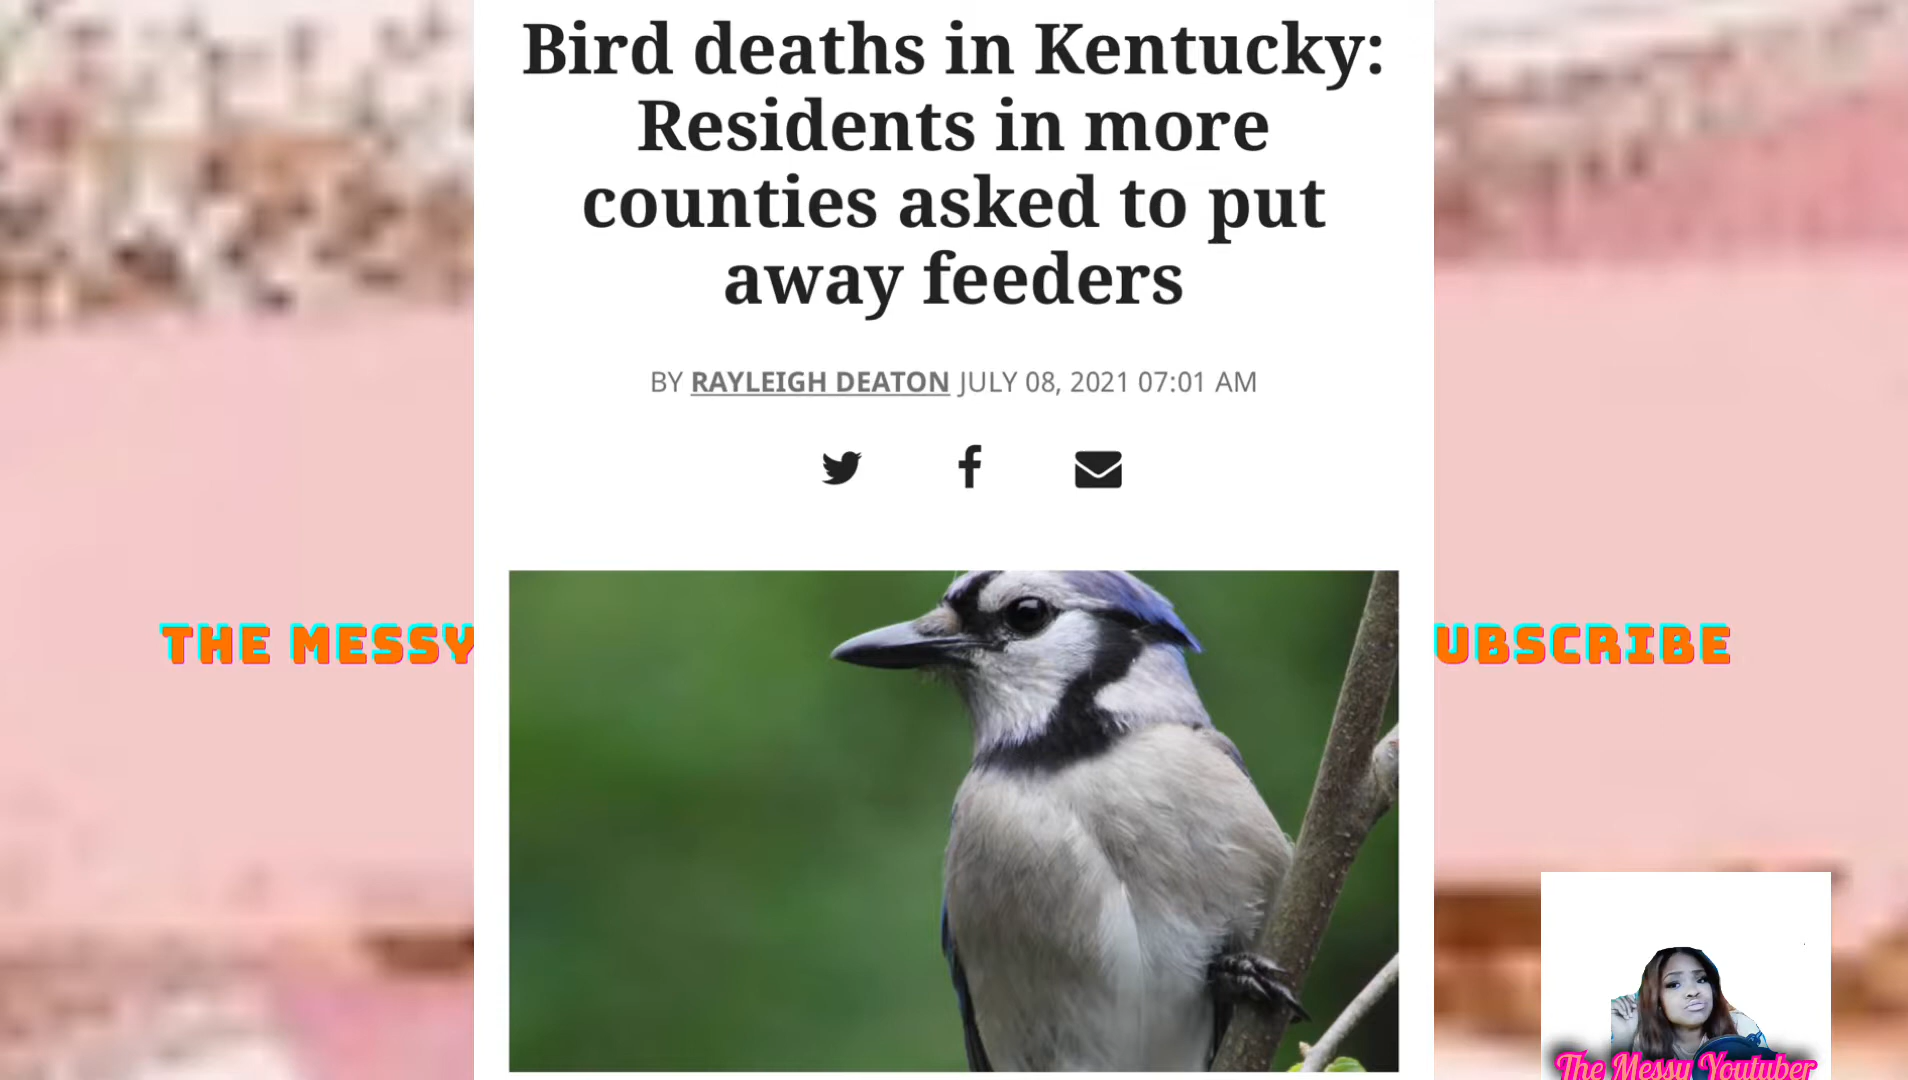 Bird deaths in Kentucky:
Residents in more
counties asked to put
away feeders
BY RAYLEIGH DEATON JULY 08, 2021 07:01 AM
THE MESSY
UBSCRIBE
The Messy Youtuber